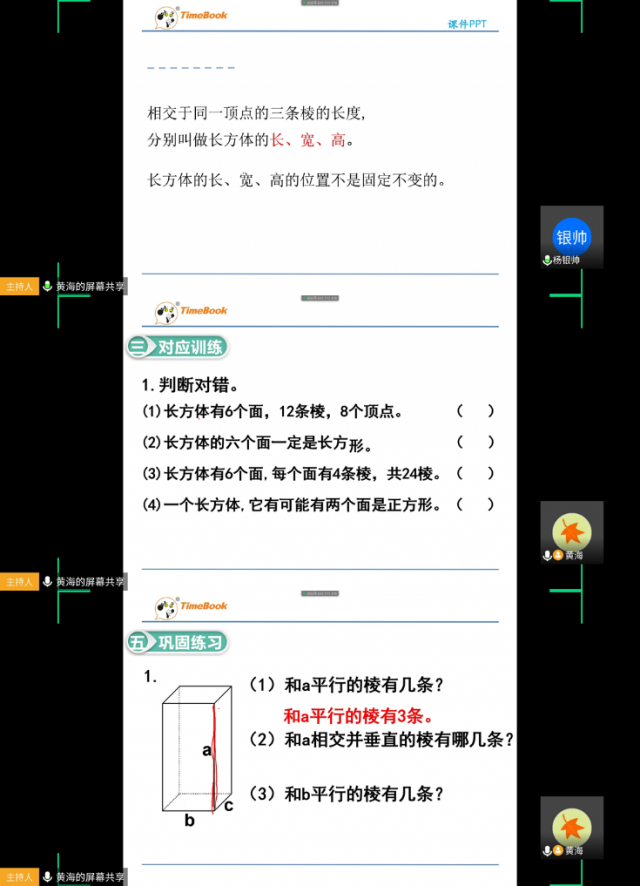 TimeBook
课件PPT
相交于同一顶点的三条棱的长度,
分别叫做长方体的长、宽、高。
长方体的长、宽、高的位置不是固定不变的。
银帅
杨银帅
主持人 黄海的屏幕共享
TimeBook
三 对应训练
1.判断对错。
(1)长方体有6个面，12条棱，8个顶点。 （ ）
(2)长方体的六个面一定是长方形。 （ ）
(3)长方体有6个面,每个面有4条棱，共24棱。（ ）
(4)一个长方体,它有可能有两个面是正方形。（ ）
黄海
主持人 黄海的屏幕共享
TimeBook
五 巩固练习
1.
（1）和a平行的棱有几条？
和a平行的棱有3条。
（2）和a相交并垂直的棱有哪几条？
a
（3）和b平行的棱有几条？
c
b
黄海
主持人 黄海的屏幕共享